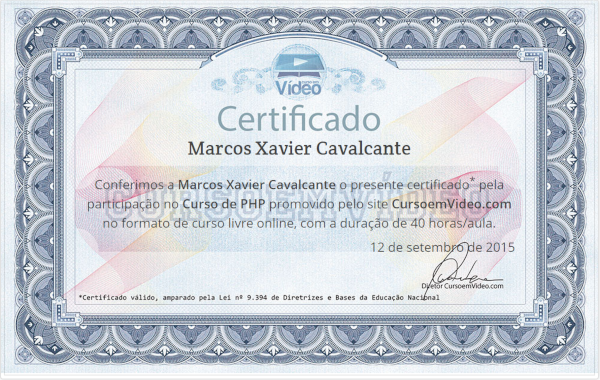 Vídeo
Certificado
Marcos Xavier Cavalcante
CURSOEMVÍDEO
Conferimos a Marcos Xavier Cavalcante o presente certificado* pela
participação no Curso de PHP promovido pelo site CursoemVideo.com
no formato de curso livre online, com a duração de 40 horas/aula.
12 de setembro de 2015
Diretor CursoemVideo.com
*Certificado válido, amparado pela Lei nº 9.394 de Diretrizes e Bases da Educação Nacional